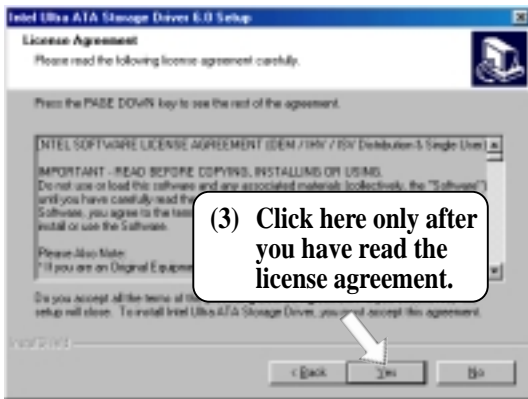 Intel Ultra ATA Storage Driver 6.0 Setup
License Agreement
Please read the following license agreement carefully.
Press the PAGE DOWN key to see the rest of the agreement.
INTEL SOFTWARE LICENSE AGREEMENT (OEM / IHV / ISV Distribution & Single User)
IMPORTANT - READ BEFORE COPYING, INSTALLING OR USING.
Do not use or load this software and any associated materials (collectively, the "Software")
until you have carefully read the
Software, you agree to the
install or use the Software.
Please Also Note:
* If you are an Original Equipment
(3) Click here only after
you have read the
license agreement.
Do you accept all the terms of
setup will close. To install Intel Ultra ATA Storage Driver, you must accept this agreement.
InstallShield
< Back
Yes
No